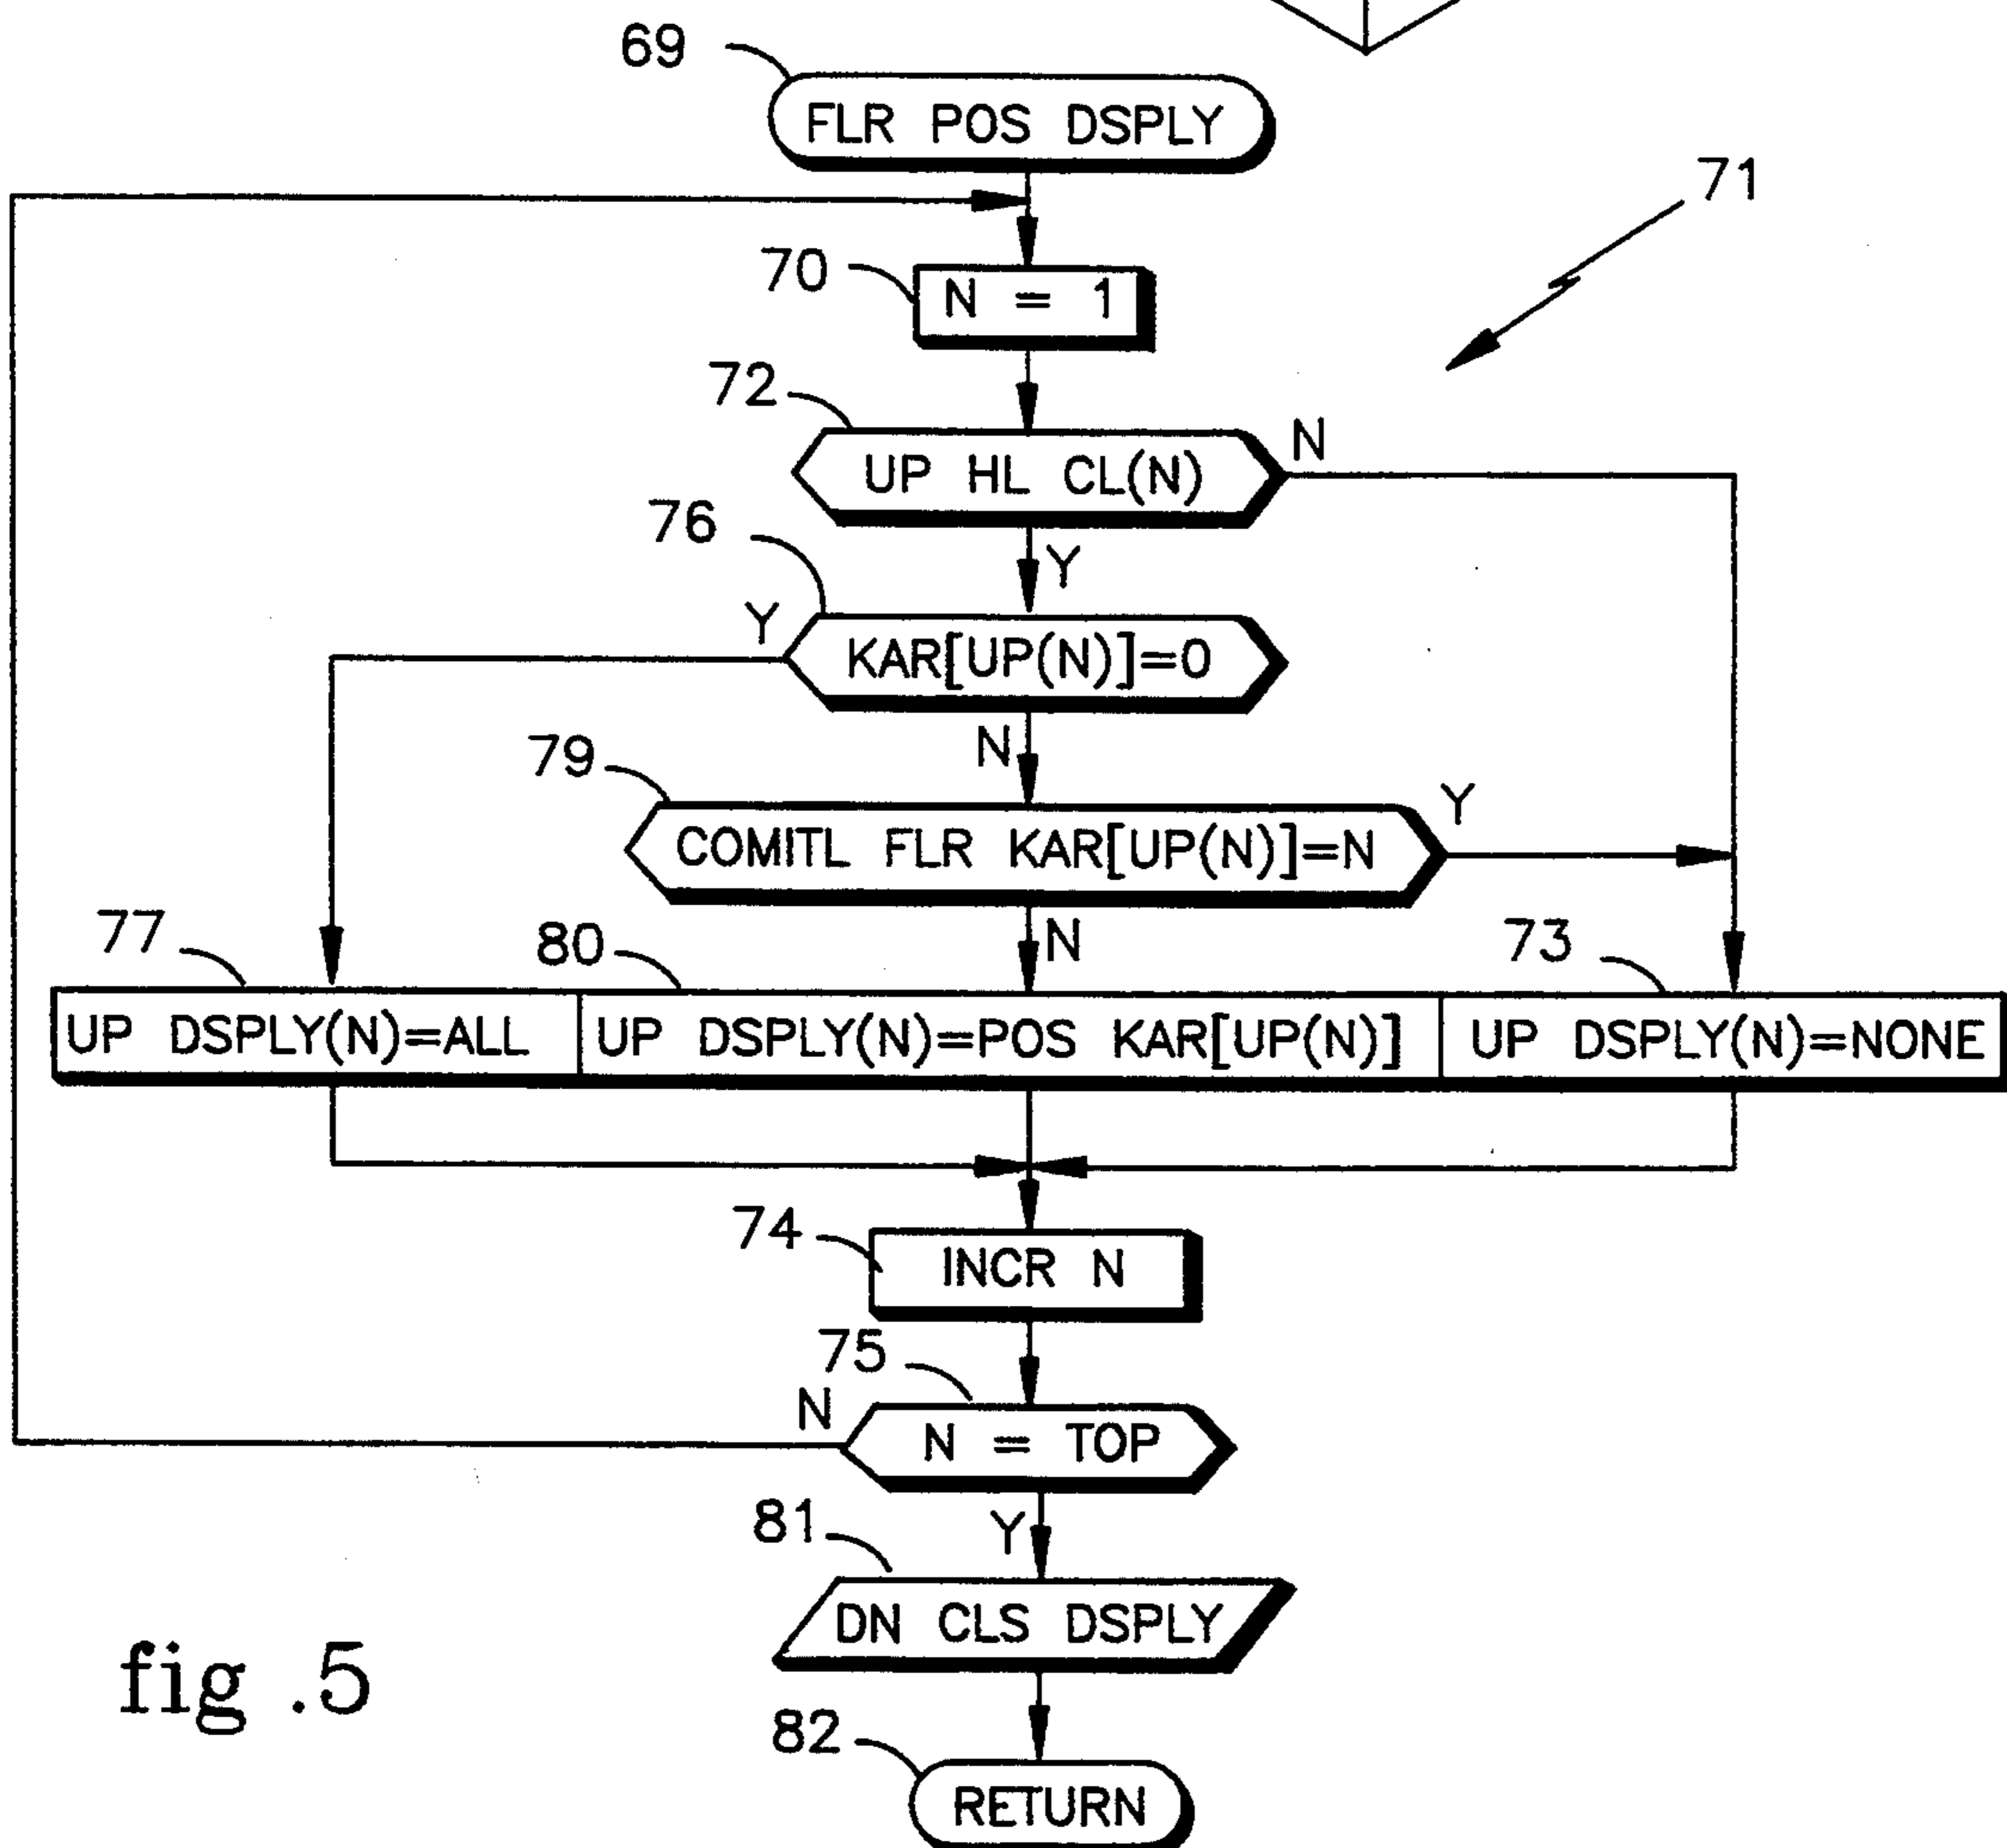 69
FLR POS DSPLY
71
70
N = 1
72
UP HL CL(N)
N
76
Y
Y
KAR[UP(N)]=0
N
79
COMITL FLR KAR[UP(N)]=N
Y
N
77
80
73
UP DSPLY(N)=ALL
UP DSPLY(N)=POS KAR[UP(N)]
UP DSPLY(N)=NONE
74
INCR N
75
N
N = TOP
Y
81
DN CLS DSPLY
82
RETURN
fig .5